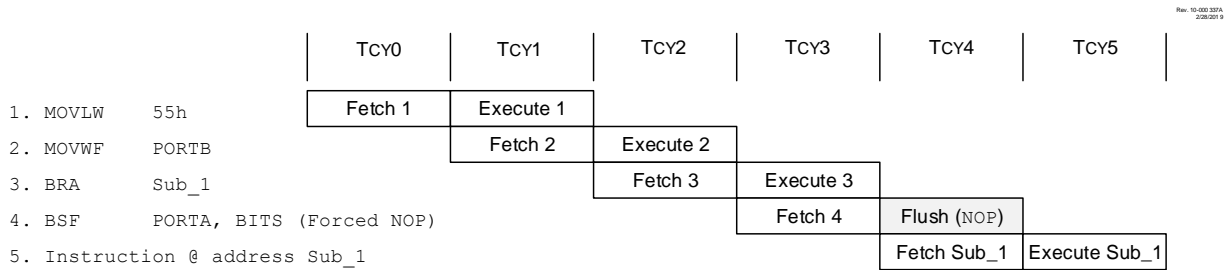 Rev. 10-000 337A
2/28/201 9
TCY0 TCY1 TCY2 TCY3 TCY4 TCY5
1. MOVLW 55h Fetch 1 Execute 1
2. MOVWF PORTB Fetch 2 Execute 2
3. BRA Sub_1 Fetch 3 Execute 3
4. BSF PORTA, BITS (Forced NOP) Fetch 4 Flush (NOP)
5. Instruction @ address Sub_1 Fetch Sub_1 Execute Sub_1